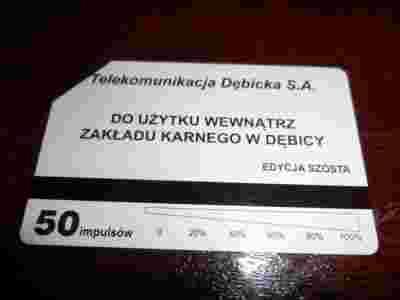 Telekomunikacja Dębicka S.A.
DO UŻYTKU WEWNĄTRZ
ZAKŁADU KARNEGO W DĘBICY
EDYCJA SZÓSTA
50 impulsów 0 20% 40% 60% 80% 100%